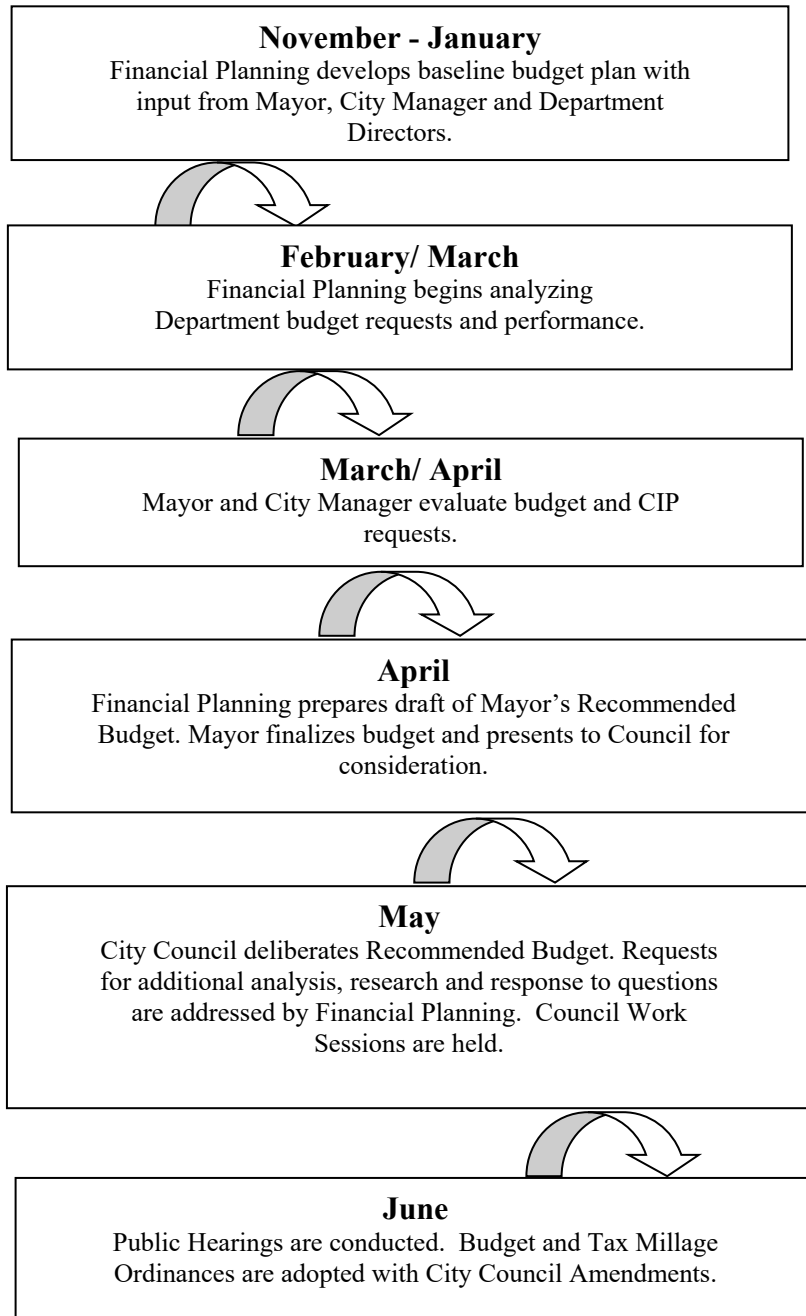 November - January
Financial Planning develops baseline budget plan with
input from Mayor, City Manager and Department
Directors.
February/ March
Financial Planning begins analyzing
Department budget requests and performance.
March/ April
Mayor and City Manager evaluate budget and CIP
requests.
April
Financial Planning prepares draft of Mayor’s Recommended
Budget. Mayor finalizes budget and presents to Council for
consideration.
May
City Council deliberates Recommended Budget. Requests
for additional analysis, research and response to questions
are addressed by Financial Planning.  Council Work
Sessions are held.
June
Public Hearings are conducted.  Budget and Tax Millage
Ordinances are adopted with City Council Amendments.